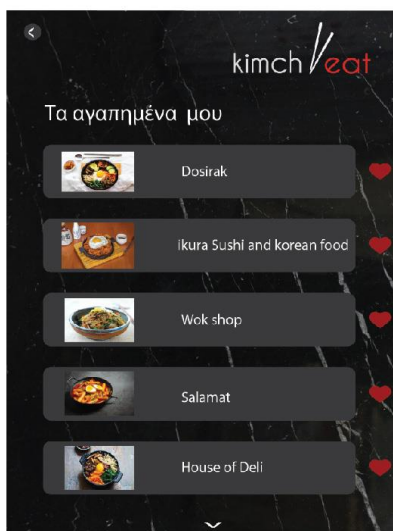 kimch eat
Τα αγαπημένα μου
Dosirak
ikura Sushi and korean food
Wok shop
Salamat
House of Deli